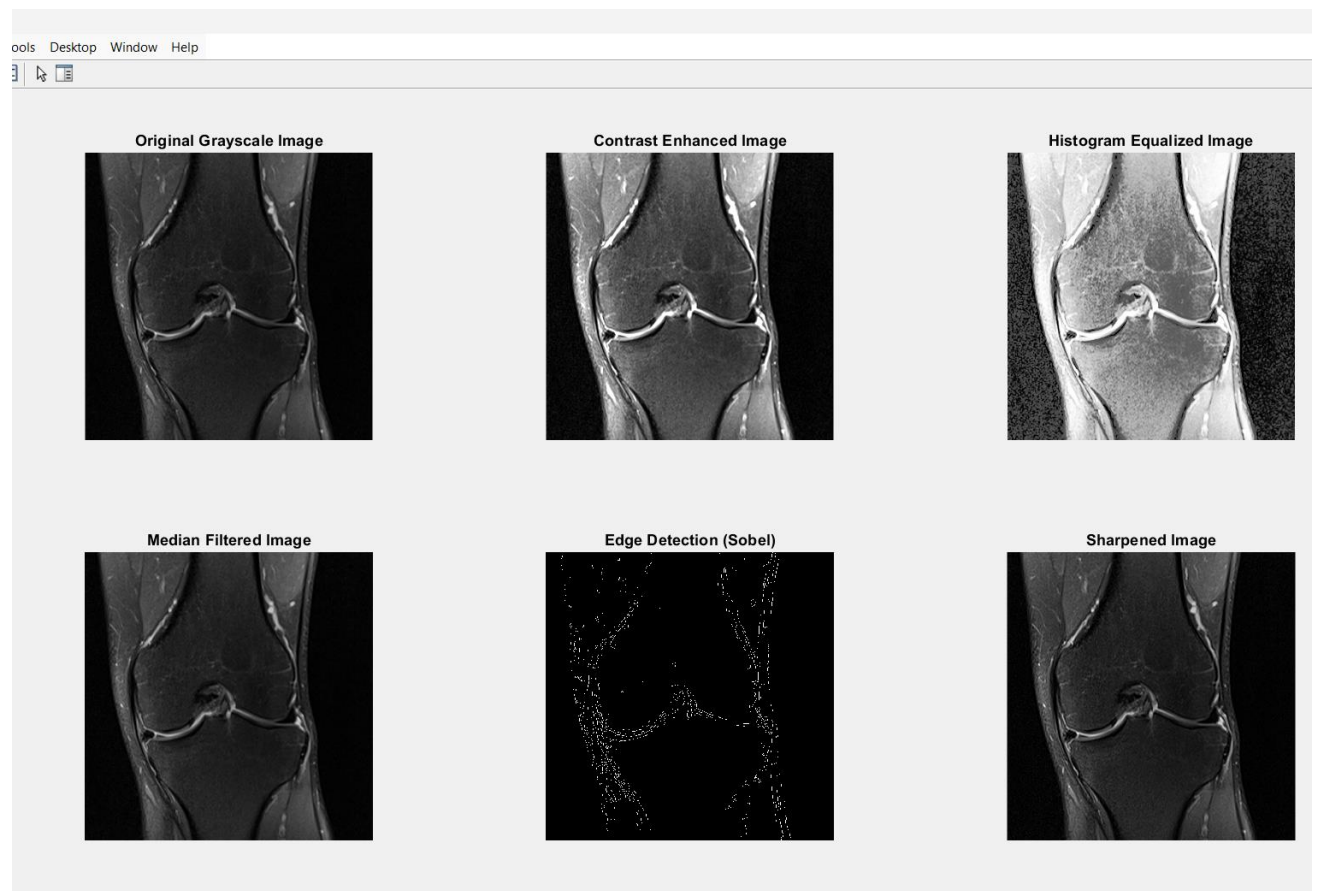 ools Desktop Window Help
Original Grayscale Image
Contrast Enhanced Image
Histogram Equalized Image
Median Filtered Image
Edge Detection (Sobel)
Sharpened Image